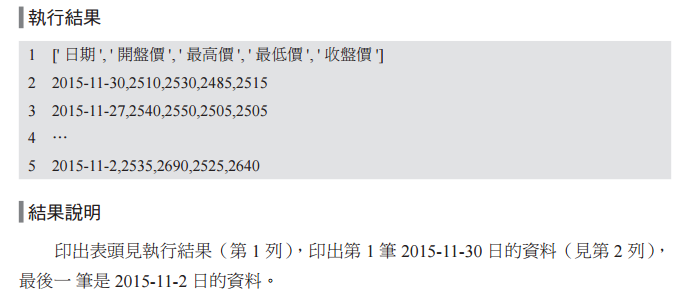 執行結果
1 [' 日期 ', ' 開盤價 ', ' 最高價 ', ' 最低價 ', ' 收盤價 ']
2 2015-11-30,2510,2530,2485,2515
3 2015-11-27,2540,2550,2505,2505
4 …
5 2015-11-2,2535,2690,2525,2640
結果說明
印出表頭見執行結果（第 1 列），印出第 1 筆 2015-11-30 日的資料（見第 2 列），
最後一 筆是 2015-11-2 日的資料。